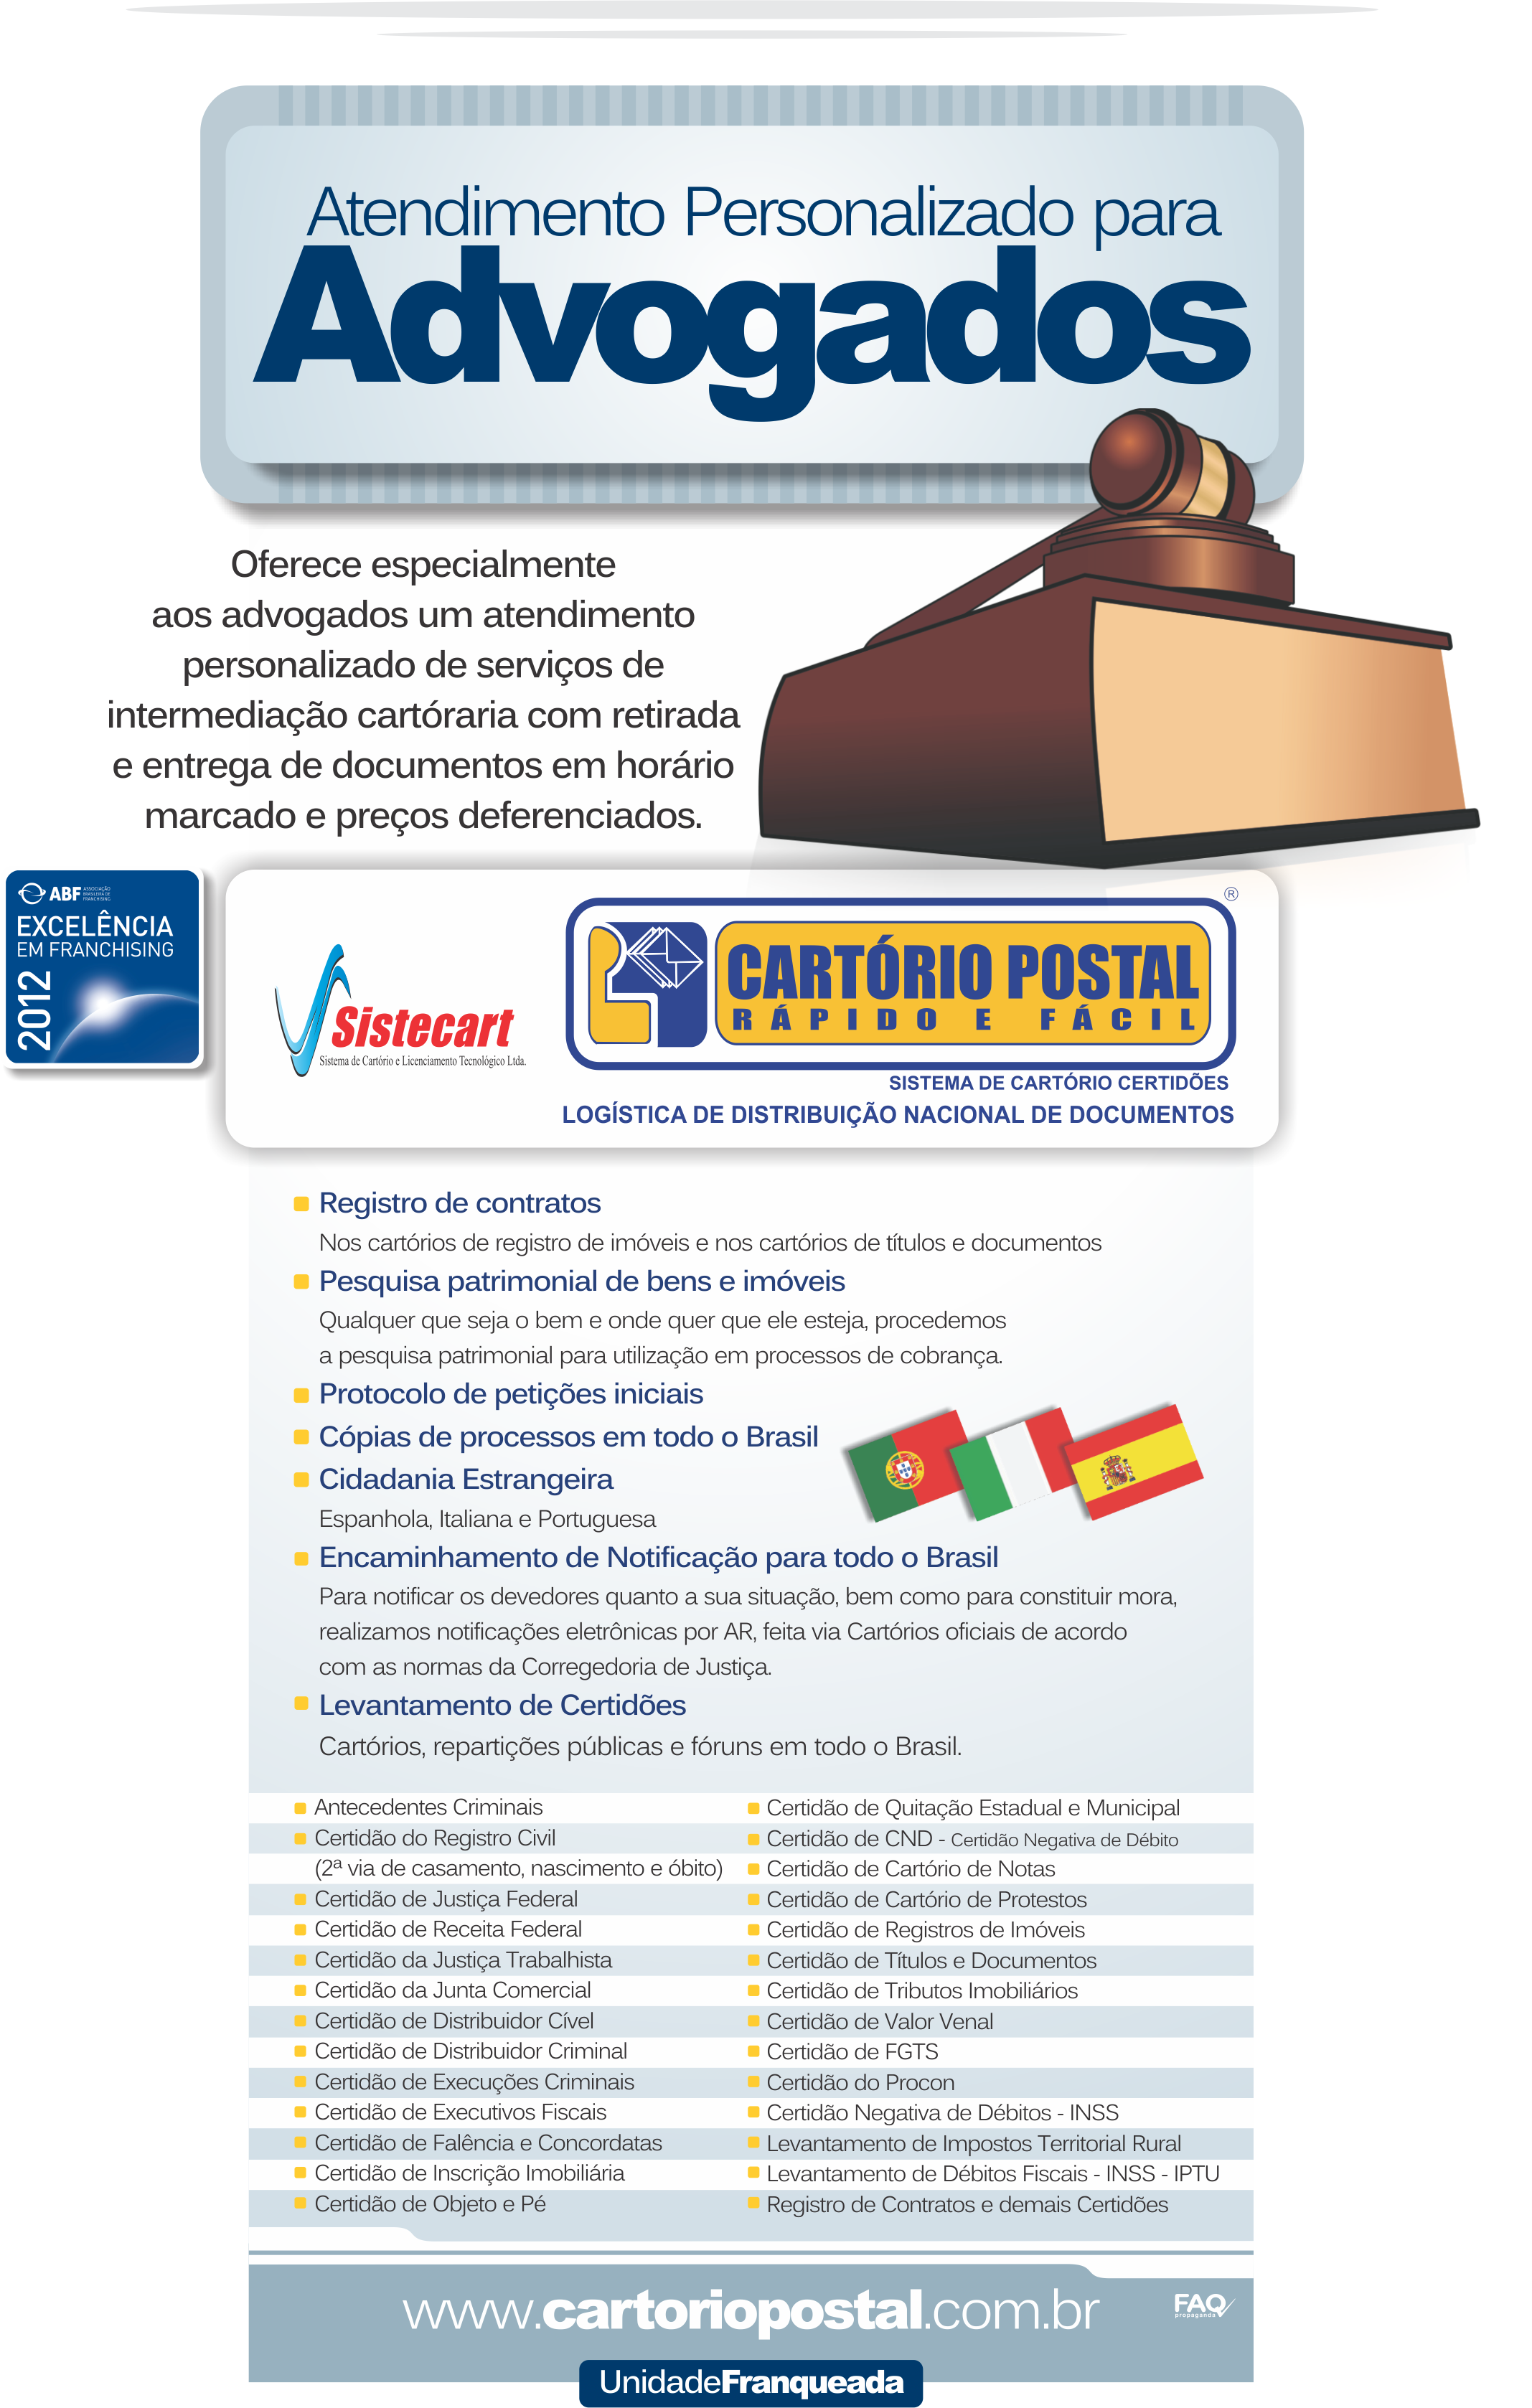 Atendimento Personalizado para
Advogados
Oferece especialmente
aos advogados um atendimento
personalizado de serviços de
intermediação cartóraria com retirada
e entrega de documentos em horário
marcado e preços deferenciados.
ABF ASSOCIAÇÃO
BRASILEIRA DE
FRANCHISING
EXCELÊNCIA
EM FRANCHISING
2012
Sistecart
Sistema de Cartório e Licenciamento Tecnológico Ltda.
®
CARTÓRIO POSTAL
RÁPIDO E FÁCIL
SISTEMA DE CARTÓRIO CERTIDÕES
LOGÍSTICA DE DISTRIBUIÇÃO NACIONAL DE DOCUMENTOS
Registro de contratos
Nos cartórios de registro de imóveis e nos cartórios de títulos e documentos
Pesquisa patrimonial de bens e imóveis
Qualquer que seja o bem e onde quer que ele esteja, procedemos
a pesquisa patrimonial para utilização em processos de cobrança.
Protocolo de petições iniciais
Cópias de processos em todo o Brasil
Cidadania Estrangeira
Espanhola, Italiana e Portuguesa
Encaminhamento de Notificação para todo o Brasil
Para notificar os devedores quanto a sua situação, bem como para constituir mora,
realizamos notificações eletrônicas por AR, feita via Cartórios oficiais de acordo
com as normas da Corregedoria de Justiça.
Levantamento de Certidões
Cartórios, repartições públicas e fóruns em todo o Brasil.
Antecedentes Criminais
Certidão do Registro Civil
(2ª via de casamento, nascimento e óbito)
Certidão de Justiça Federal
Certidão de Receita Federal
Certidão da Justiça Trabalhista
Certidão da Junta Comercial
Certidão de Distribuidor Cível
Certidão de Distribuidor Criminal
Certidão de Execuções Criminais
Certidão de Executivos Fiscais
Certidão de Falência e Concordatas
Certidão de Inscrição Imobiliária
Certidão de Objeto e Pé
Certidão de Quitação Estadual e Municipal
Certidão de CND - Certidão Negativa de Débito
Certidão de Cartório de Notas
Certidão de Cartório de Protestos
Certidão de Registros de Imóveis
Certidão de Títulos e Documentos
Certidão de Tributos Imobiliários
Certidão de Valor Venal
Certidão de FGTS
Certidão do Procon
Certidão Negativa de Débitos - INSS
Levantamento de Impostos Territorial Rural
Levantamento de Débitos Fiscais - INSS - IPTU
Registro de Contratos e demais Certidões
www.cartoriopostal.com.br
FAQ
propaganda
UnidadeFranqueada